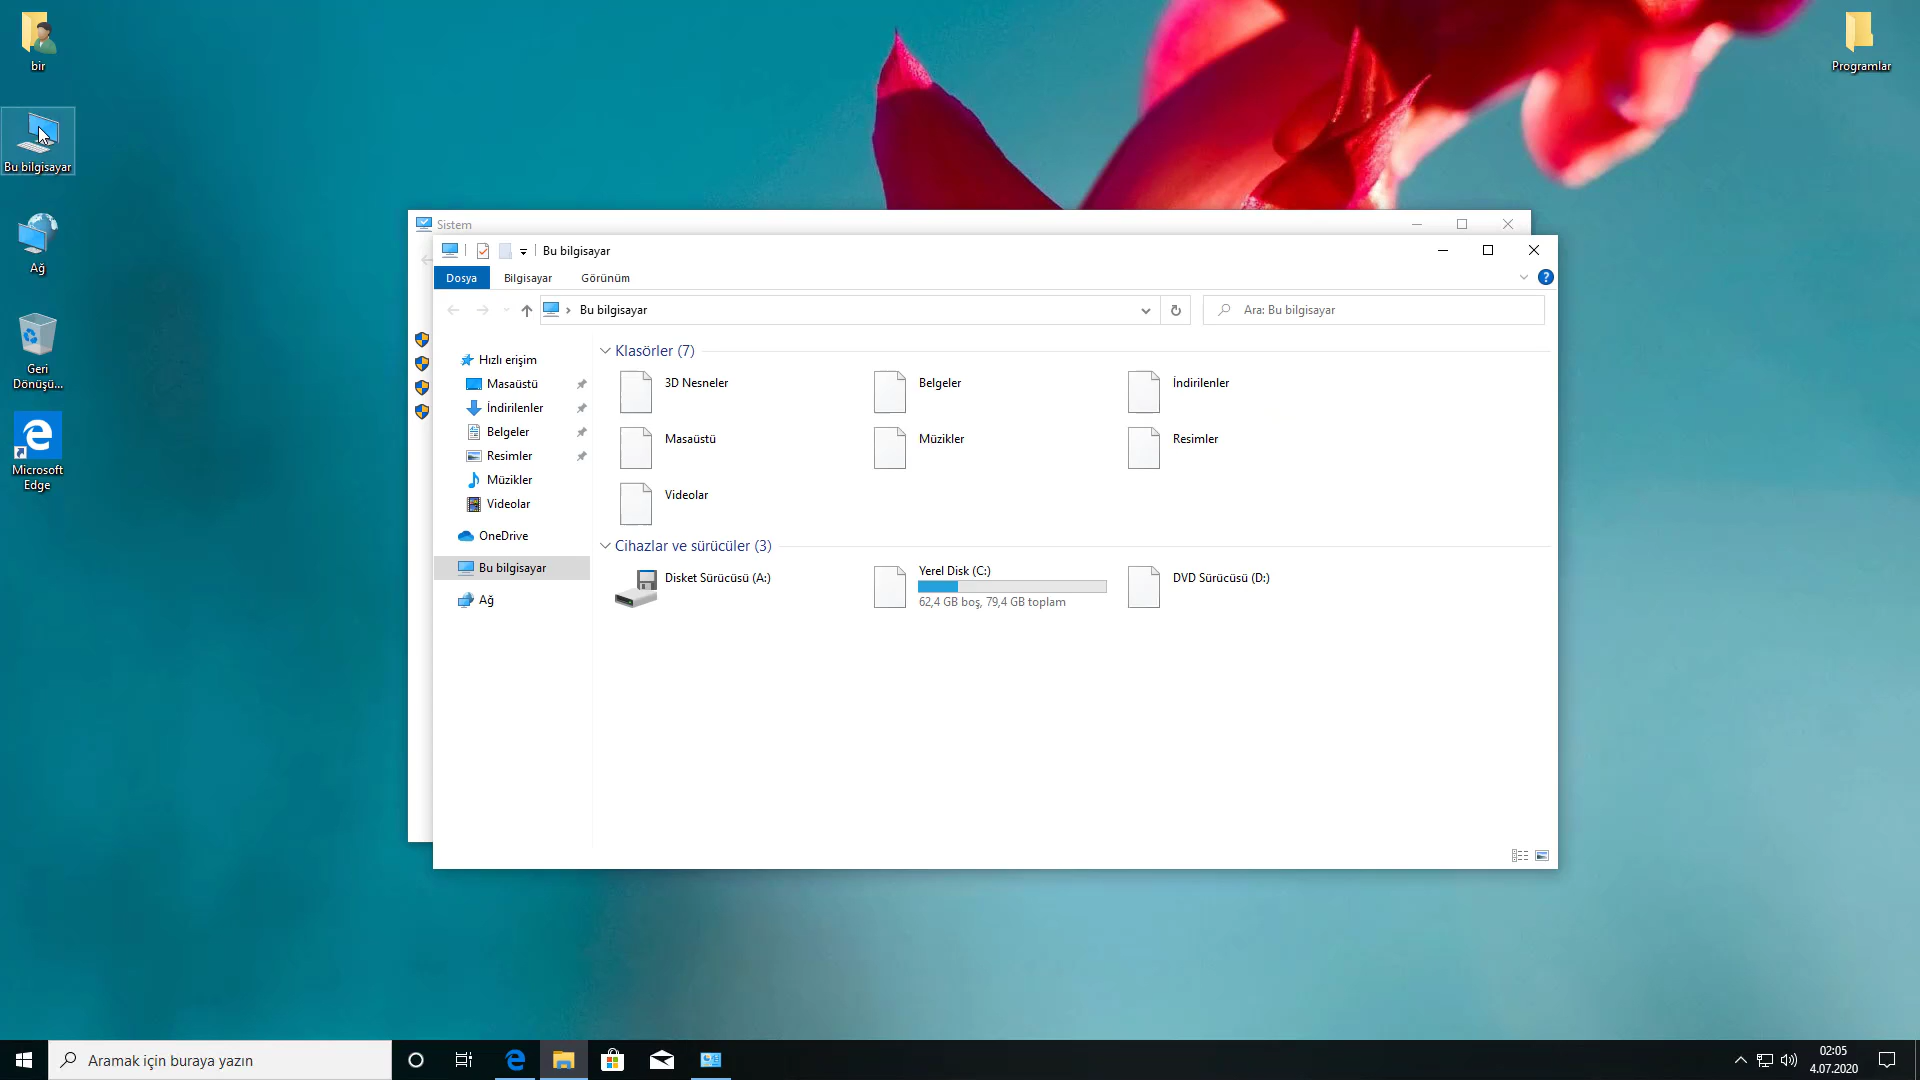 bir
Programlar
Bu bilgisayar
Ağ
Geri
Dönüşü...
Microsoft
Edge
Sistem
Bu bilgisayar
Dosya
Bilgisayar
Görünüm
Bu bilgisayar
Ara: Bu bilgisayar
Hızlı erişim
Masaüstü
İndirilenler
Belgeler
Resimler
Müzikler
Videolar
OneDrive
Bu bilgisayar
Ağ
Klasörler (7)
3D Nesneler
Belgeler
İndirilenler
Masaüstü
Müzikler
Resimler
Videolar
Cihazlar ve sürücüler (3)
Disket Sürücüsü (A:)
Yerel Disk (C:)
62,4 GB boş, 79,4 GB toplam
DVD Sürücüsü (D:)
Aramak için buraya yazın
02:05
4.07.2020